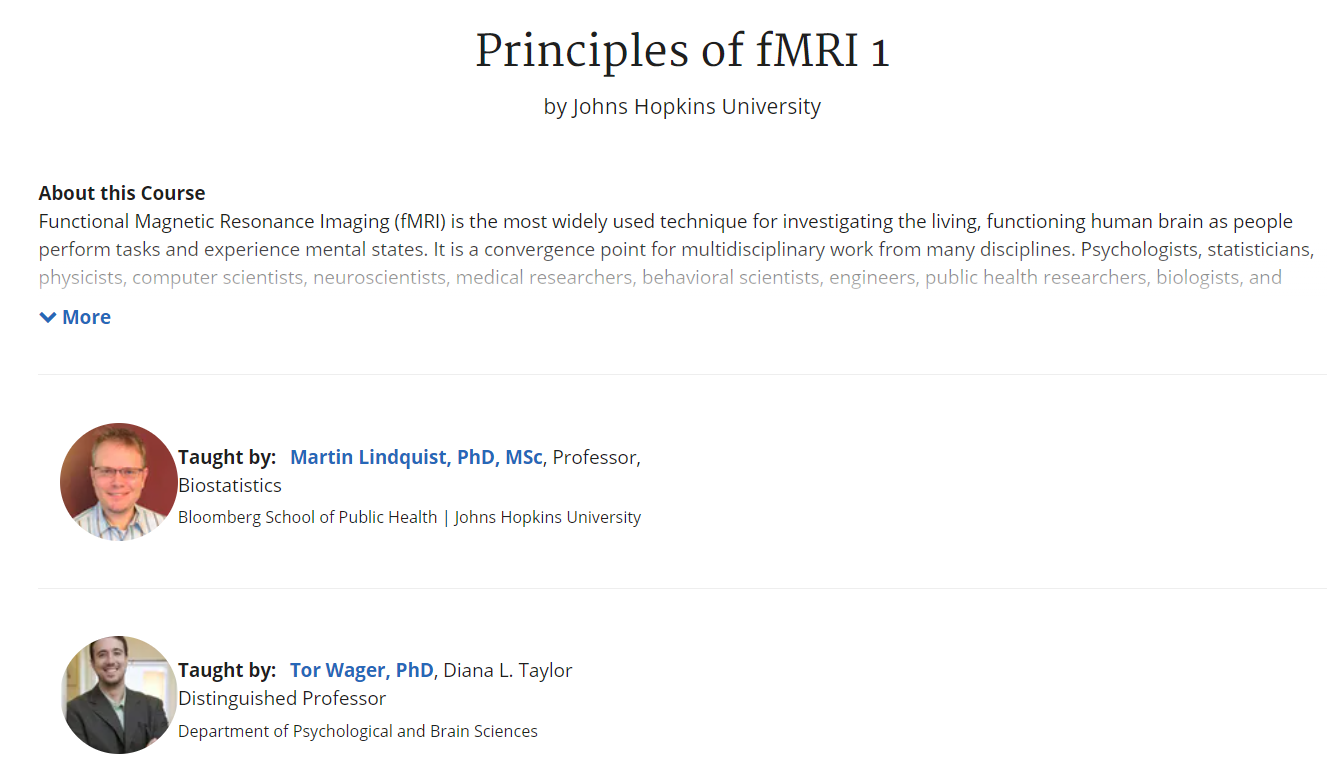 Principles of fMRI 1
by Johns Hopkins University
About this Course
Functional Magnetic Resonance Imaging (fMRI) is the most widely used technique for investigating the living, functioning human brain as people
perform tasks and experience mental states. It is a convergence point for multidisciplinary work from many disciplines. Psychologists, statisticians,
physicists, computer scientists, neuroscientists, medical researchers, behavioral scientists, engineers, public health researchers, biologists, and
More
Taught by: Martin Lindquist, PhD, MSc, Professor,
Biostatistics
Bloomberg School of Public Health | Johns Hopkins University
Taught by: Tor Wager, PhD, Diana L. Taylor
Distinguished Professor
Department of Psychological and Brain Sciences